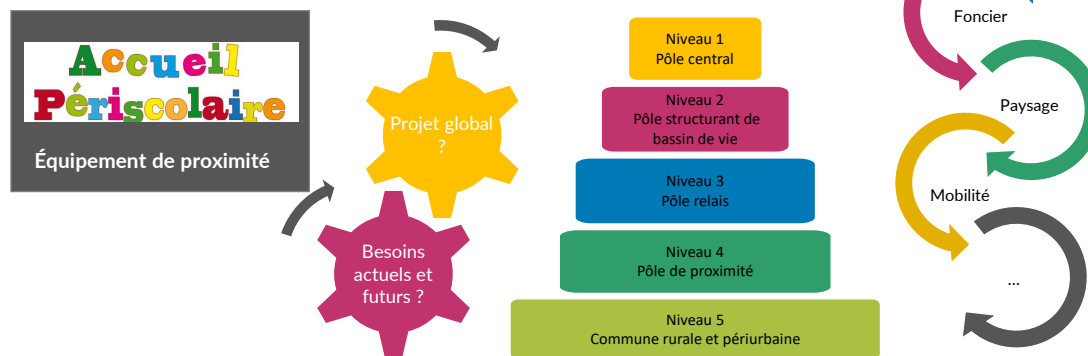 Accueil
Périscolaire
Équipement de proximité
Projet global
?
Besoins
actuels et
futurs ?
Niveau 1
Pôle central
Niveau 2
Pôle structurant de
bassin de vie
Niveau 3
Pôle relais
Niveau 4
Pôle de proximité
Niveau 5
Commune rurale et périurbaine
Foncier
Paysage
Mobilité
...